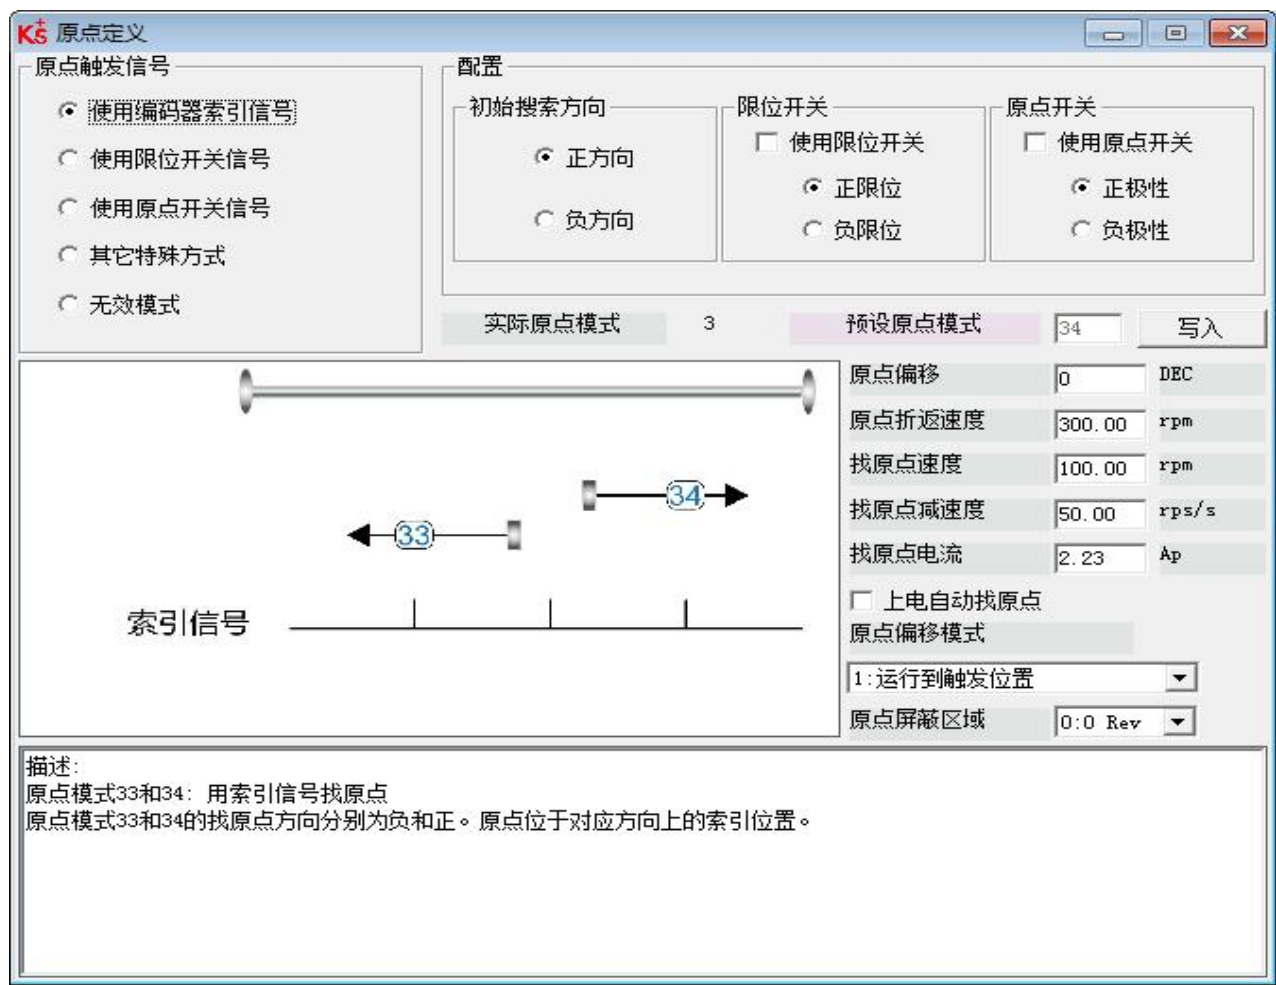 K+S 原点定义
原点触发信号
使用编码器索引信号
使用限位开关信号
使用原点开关信号
其它特殊方式
无效模式
配置
初始搜索方向
正方向
负方向
限位开关
使用限位开关
正限位
负限位
原点开关
使用原点开关
正极性
负极性
实际原点模式 3 预设原点模式 34 写入
原点偏移 0 DEC
原点折返速度 300.00 rpm
找原点速度 100.00 rpm
找原点减速度 50.00 rps/s
找原点电流 2.23 Ap
上电自动找原点
原点偏移模式
1:运行到触发位置
原点屏蔽区域 0:0 Rev
34
33
索引信号
描述:
原点模式33和34: 用索引信号找原点
原点模式33和34的找原点方向分别为负和正。原点位于对应方向上的索引位置。